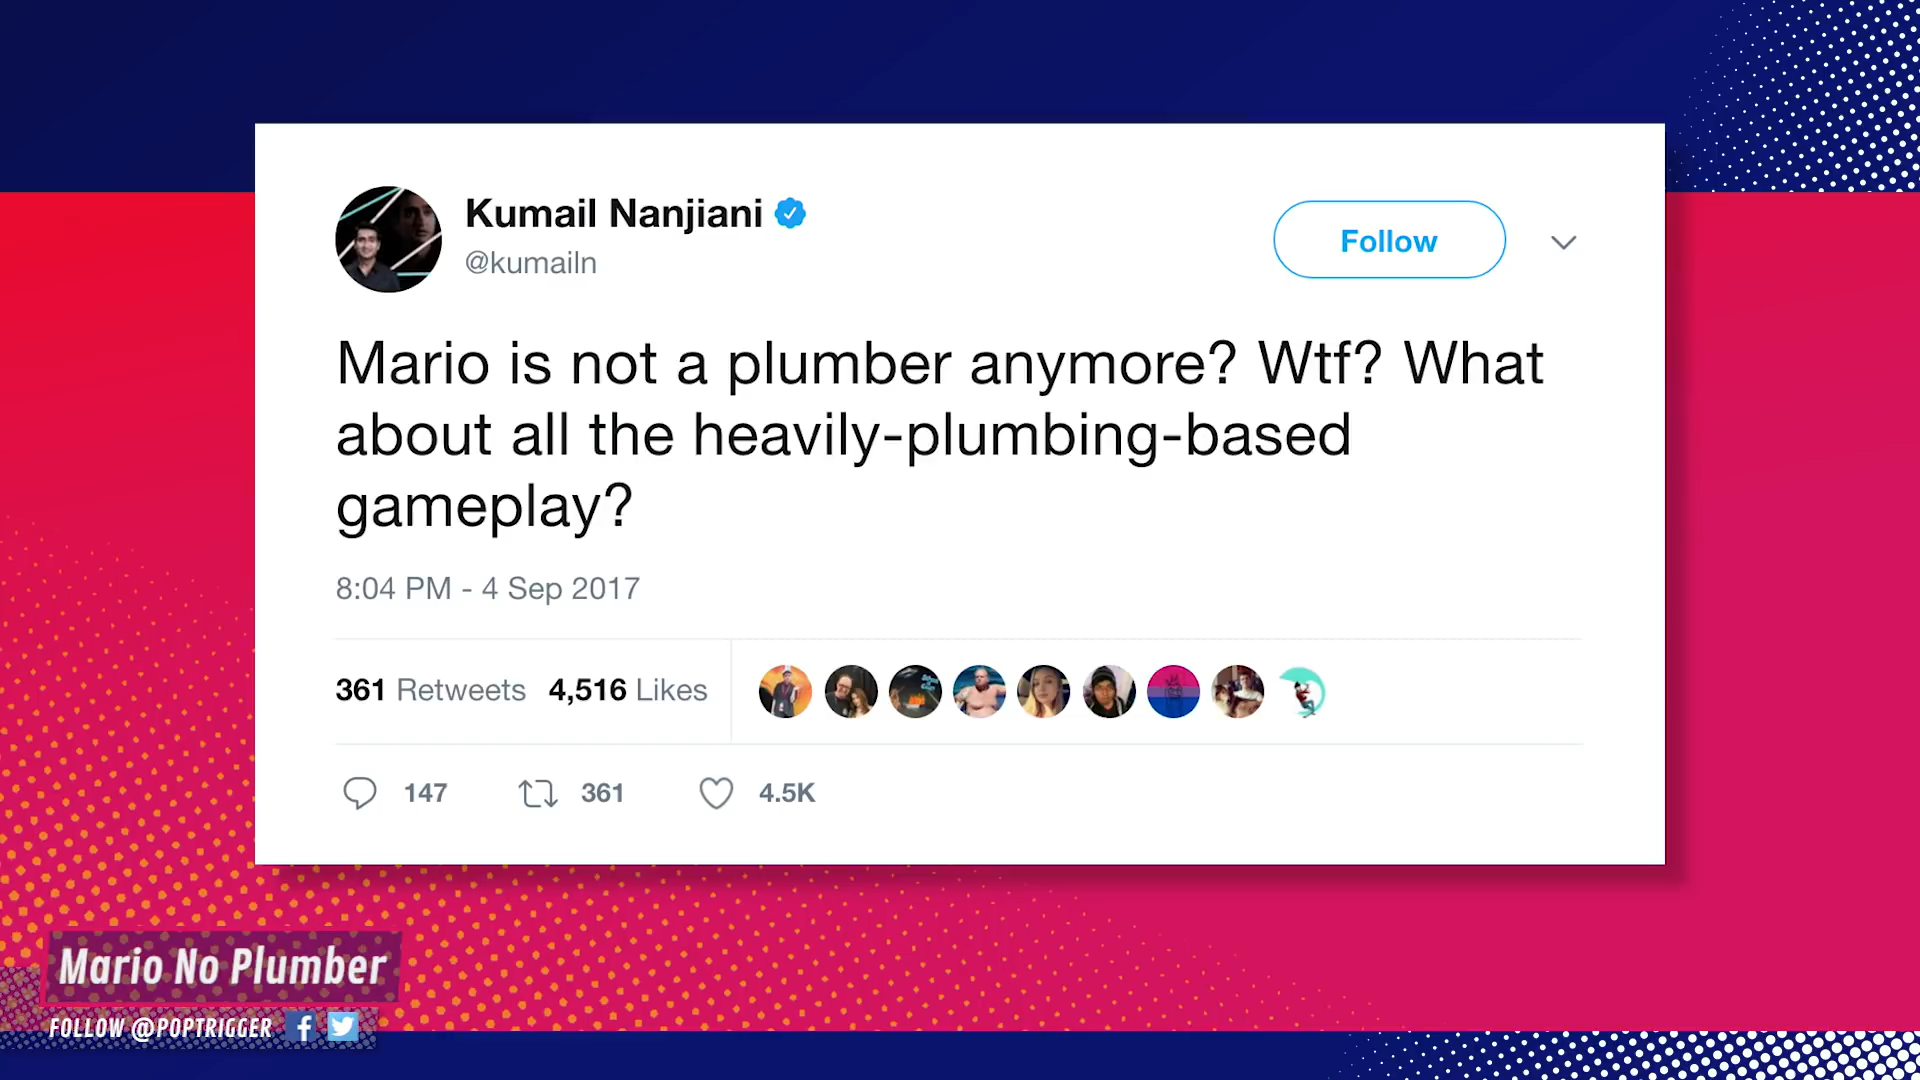 Kumail Nanjiani
@kumailn
Follow
Mario is not a plumber anymore? Wtf? What
about all the heavily-plumbing-based
gameplay?
8:04 PM - 4 Sep 2017
361 Retweets 4,516 Likes
147 361 4.5K
Mario No Plumber
FOLLOW @POPTRIGGER